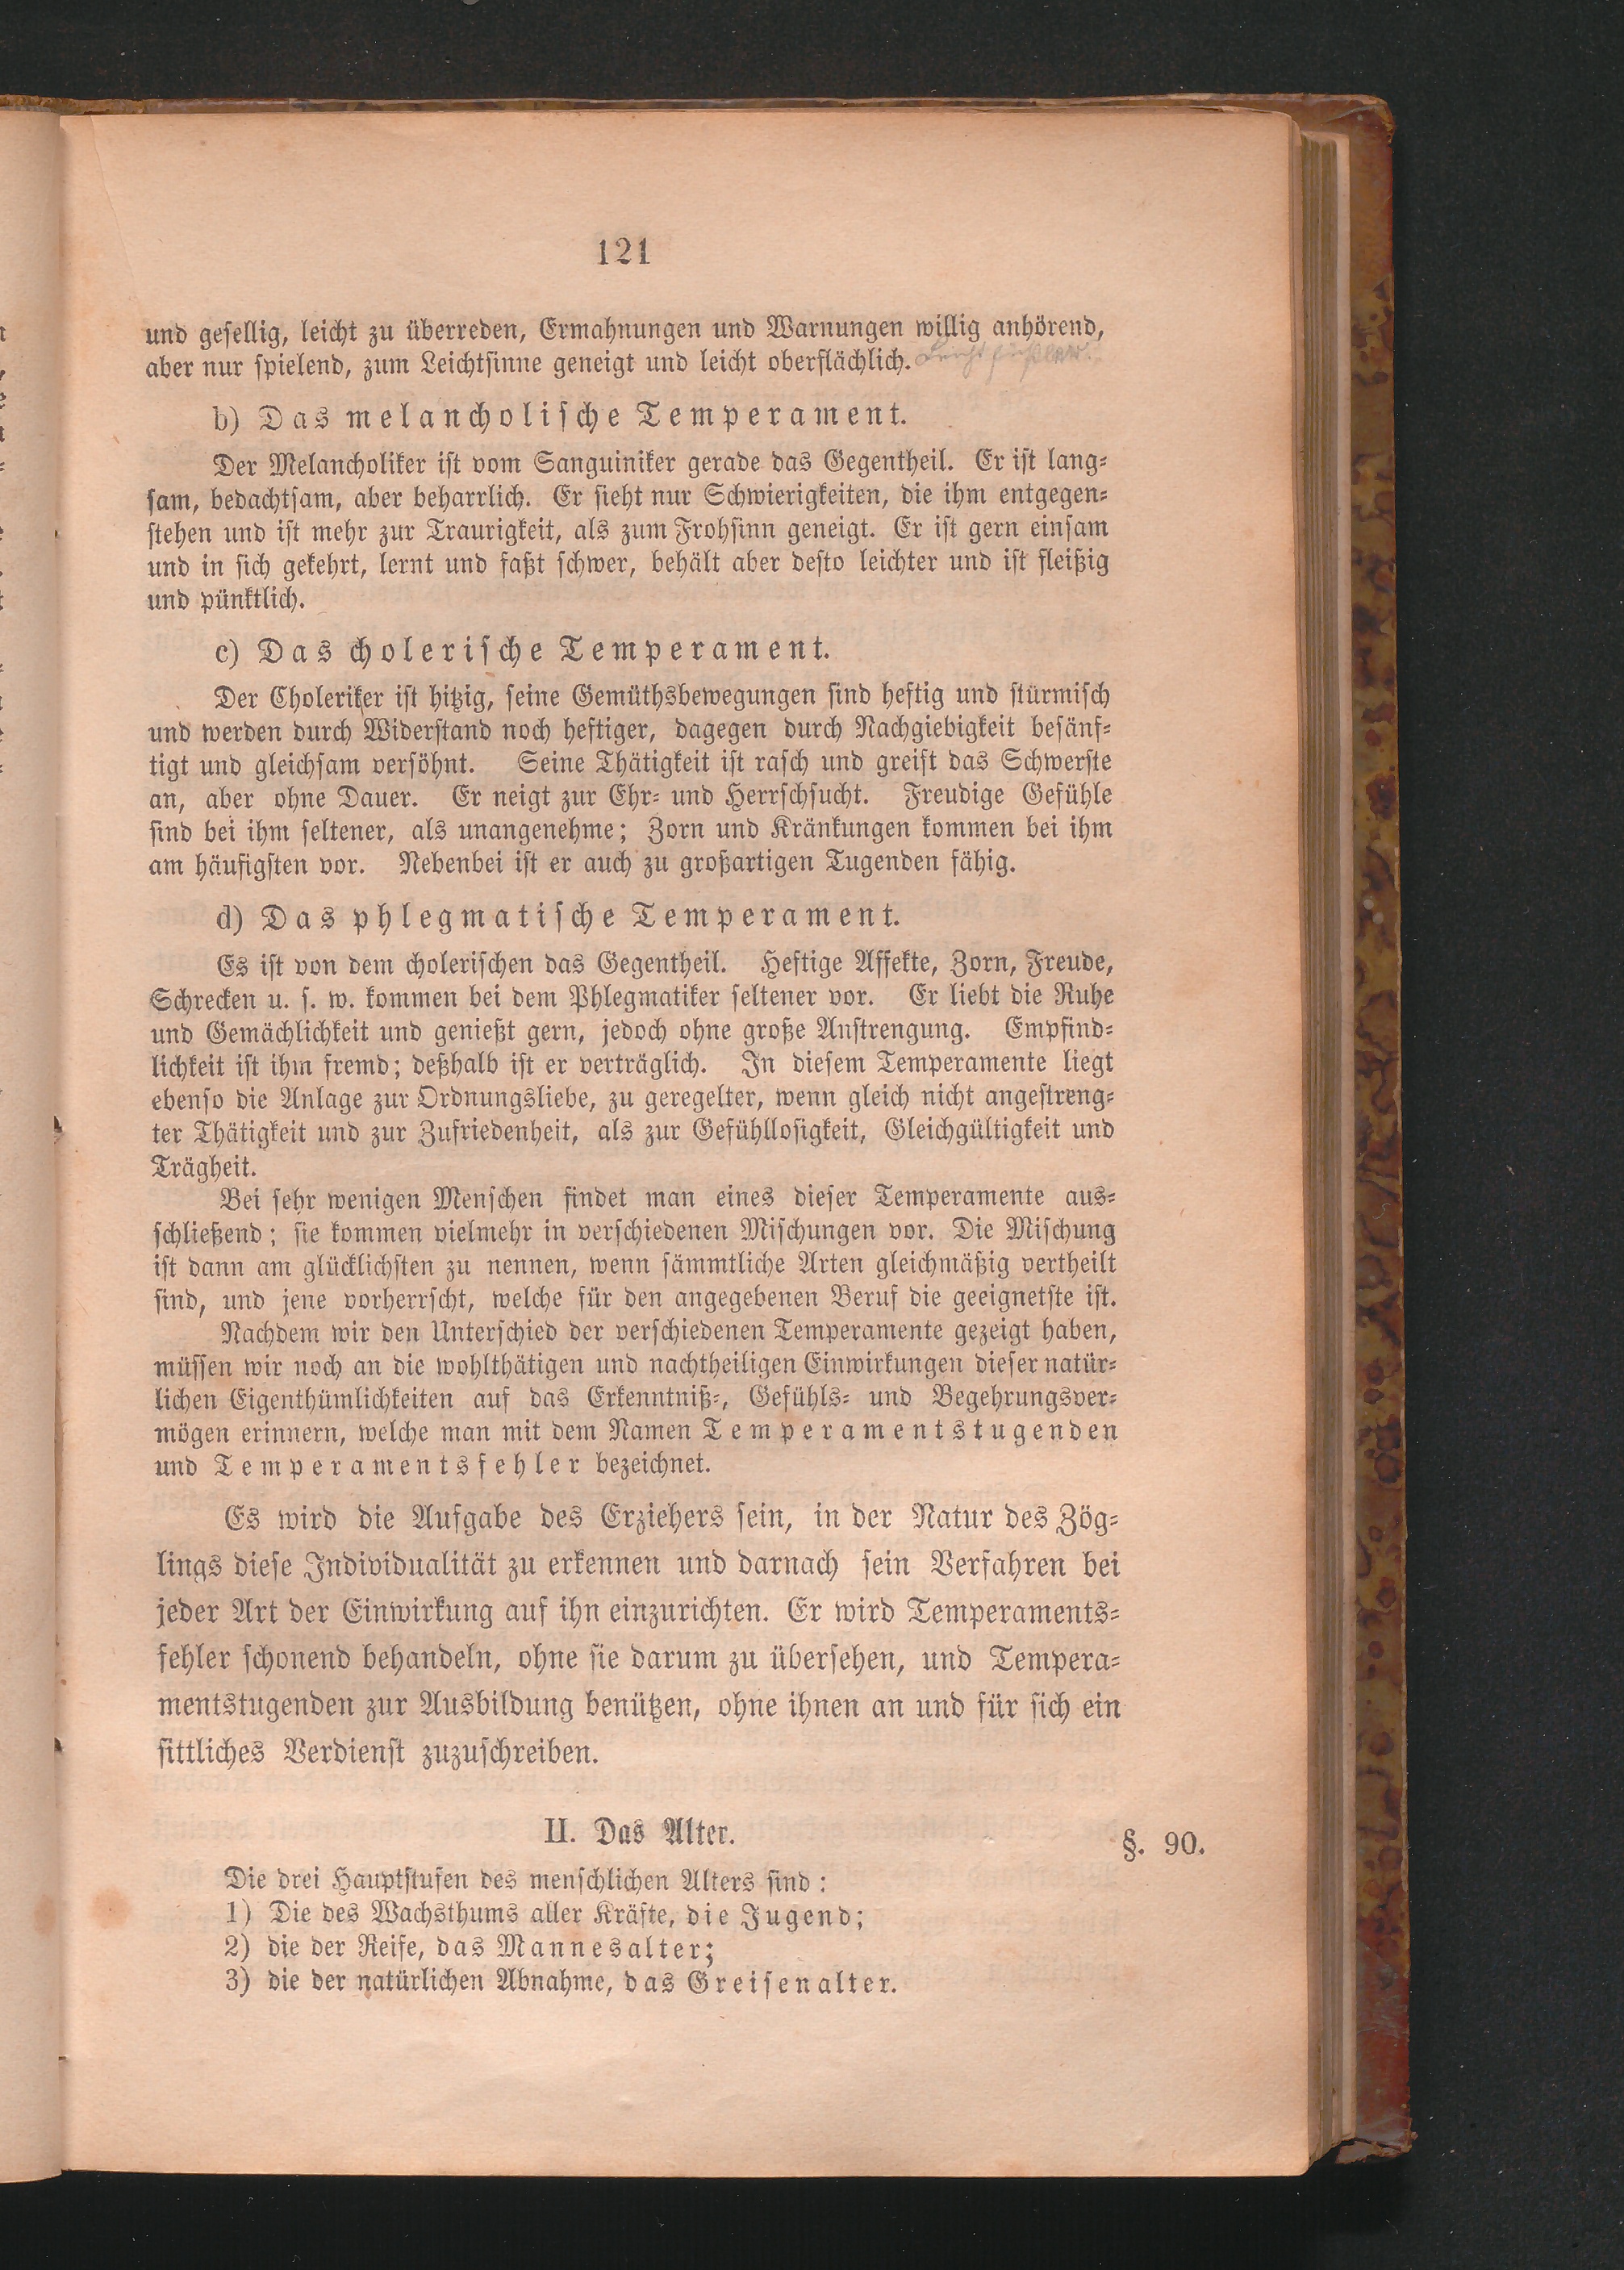 121
und gesellig, leicht zu überreden, Ermahnungen und Warnungen willig anhörend,
aber nur spielend, zum Leichtsinne geneigt und leicht oberflächlich.
b) Das melancholische Temperament.
Der Melancholiker ist vom Sanguiniker gerade das Gegentheil. Er ist lang-
sam, bedachtsam, aber beharrlich. Er sieht nur Schwierigkeiten, die ihm entgegen-
stehen und ist mehr zur Traurigkeit, als zum Frohsinn geneigt. Er ist gern einsam
und in sich gekehrt, lernt und faßt schwer, behält aber desto leichter und ist fleißig
und pünktlich.
c) Das cholerische Temperament.
Der Choleriker ist hitzig, seine Gemüthsbewegungen sind heftig und stürmisch
und werden durch Widerstand noch heftiger, dagegen durch Nachgiebigkeit besänf-
tigt und gleichsam versöhnt. Seine Thätigkeit ist rasch und greift das Schwerste
an, aber ohne Dauer. Er neigt zur Ehr- und Herrschsucht. Freudige Gefühle
sind bei ihm seltener, als unangenehme; Zorn und Kränkungen kommen bei ihm
am häufigsten vor. Nebenbei ist er auch zu großartigen Tugenden fähig.
d) Das phlegmatische Temperament.
Es ist von dem cholerischen das Gegentheil. Heftige Affekte, Zorn, Freude,
Schrecken u. s. w. kommen bei dem Phlegmatiker seltener vor. Er liebt die Ruhe
und Gemächlichkeit und genießt gern, jedoch ohne große Anstrengung. Empfind-
lichkeit ist ihm fremd; deßhalb ist er verträglich. In diesem Temperamente liegt
ebenso die Anlage zur Ordnungsliebe, zu geregelter, wenn gleich nicht angestreng-
ter Thätigkeit und zur Zufriedenheit, als zur Gefühllosigkeit, Gleichgültigkeit und
Trägheit.
Bei sehr wenigen Menschen findet man eines dieser Temperamente aus-
schließend; sie kommen vielmehr in verschiedenen Mischungen vor. Die Mischung
ist dann am glücklichsten zu nennen, wenn sämmtliche Arten gleichmäßig vertheilt
sind, und jene vorherrscht, welche für den angegebenen Beruf die geeignetste ist.
Nachdem wir den Unterschied der verschiedenen Temperamente gezeigt haben,
müssen wir noch an die wohlthätigen und nachtheiligen Einwirkungen dieser natür-
lichen Eigenthümlichkeiten auf das Erkenntniß-, Gefühls- und Begehrungsver-
mögen erinnern, welche man mit dem Namen Temperamentstugenden
und Temperamentsfehler bezeichnet.
Es wird die Aufgabe des Erziehers sein, in der Natur des Zög-
lings diese Individualität zu erkennen und darnach sein Verfahren bei
jeder Art der Einwirkung auf ihn einzurichten. Er wird Temperaments-
fehler schonend behandeln, ohne sie darum zu übersehen, und Tempera-
mentstugenden zur Ausbildung benützen, ohne ihnen an und für sich ein
sittliches Verdienst zuzuschreiben.
II. Das Alter.
§. 90.
Die drei Hauptstufen des menschlichen Alters sind:
1) Die des Wachsthums aller Kräfte, die Jugend;
2) die der Reife, das Mannesalter;
3) die der natürlichen Abnahme, das Greisenalter.